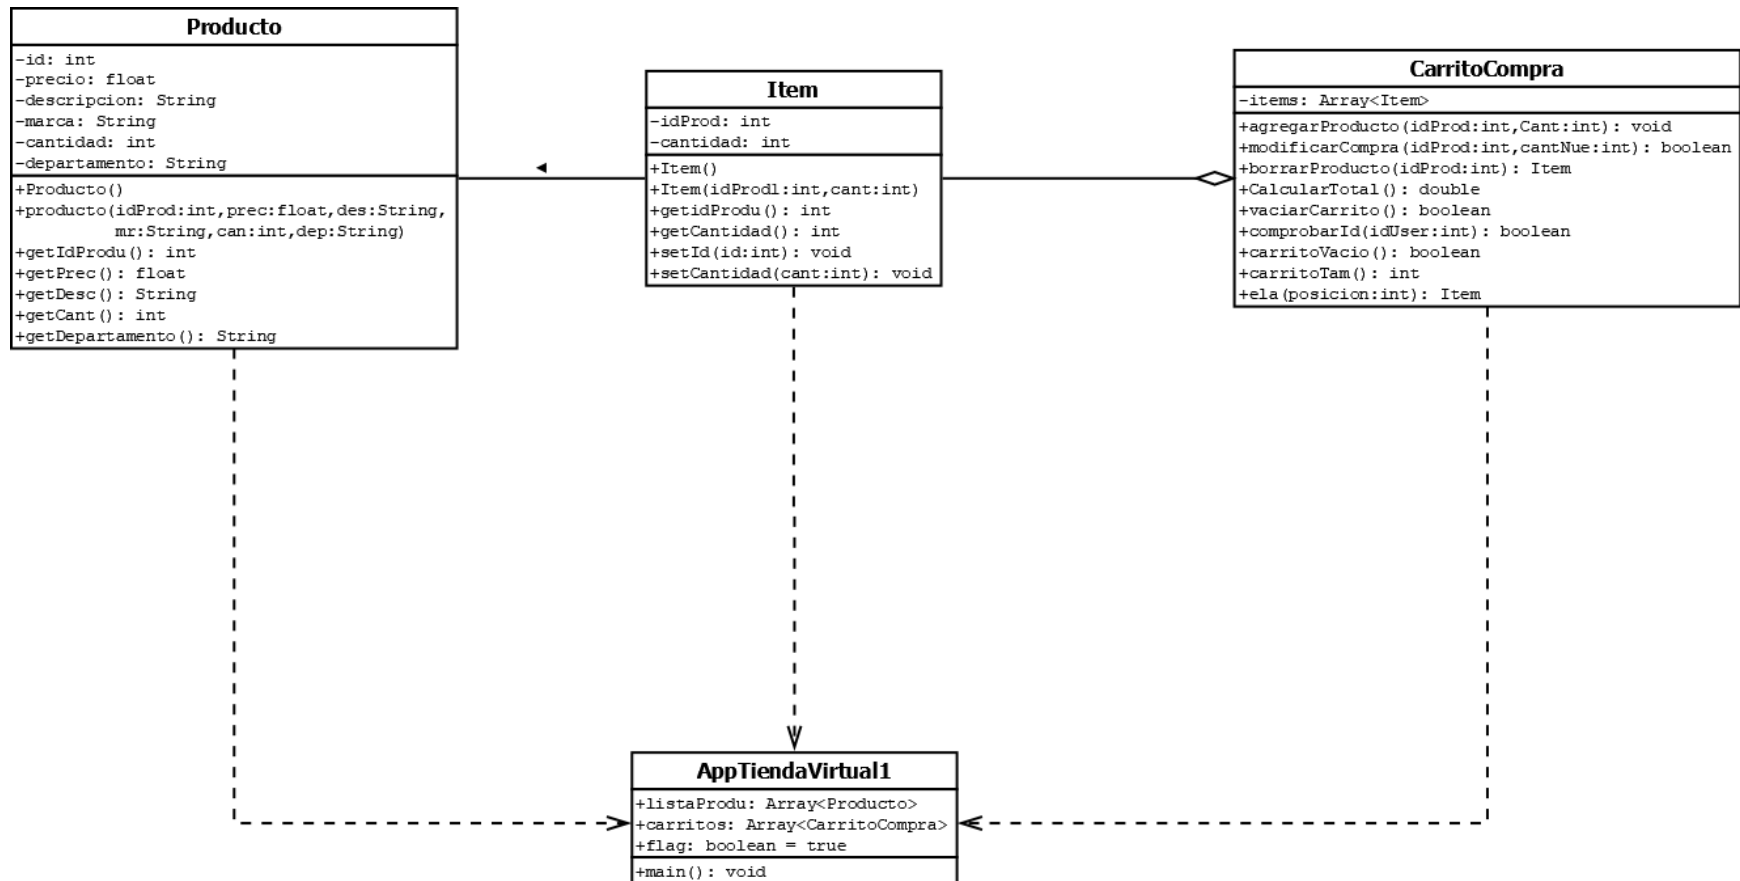 Producto
-id: int
-precio: float
-descripcion: String
-marca: String
-cantidad: int
-departamento: String
+Producto()
+producto(idProd:int,prec:float,des:String,
mr:String,can:int,dep:String)
+getIdProdu(): int
+getPrec(): float
+getDesc(): String
+getCant(): int
+getDepartamento(): String
Item
-idProd: int
-cantidad: int
+Item()
+Item(idProdl:int,cant:int)
+getidProdu(): int
+getCantidad(): int
+setId(id:int): void
+setCantidad(cant:int): void
CarritoCompra
-items: Array<Item>
+agregarProducto(idProd:int,Cant:int): void
+modificarCompra(idProd:int,cantNue:int): boolean
+borrarProducto(idProd:int): Item
+CalcularTotal(): double
+vaciarCarrito(): boolean
+comprobarId(idUser:int): boolean
+carritoVacio(): boolean
+carritoTam(): int
+ela(posicion:int): Item
AppTiendaVirtual1
+listaProdu: Array<Producto>
+carritos: Array<CarritoCompra>
+flag: boolean = true
+main(): void